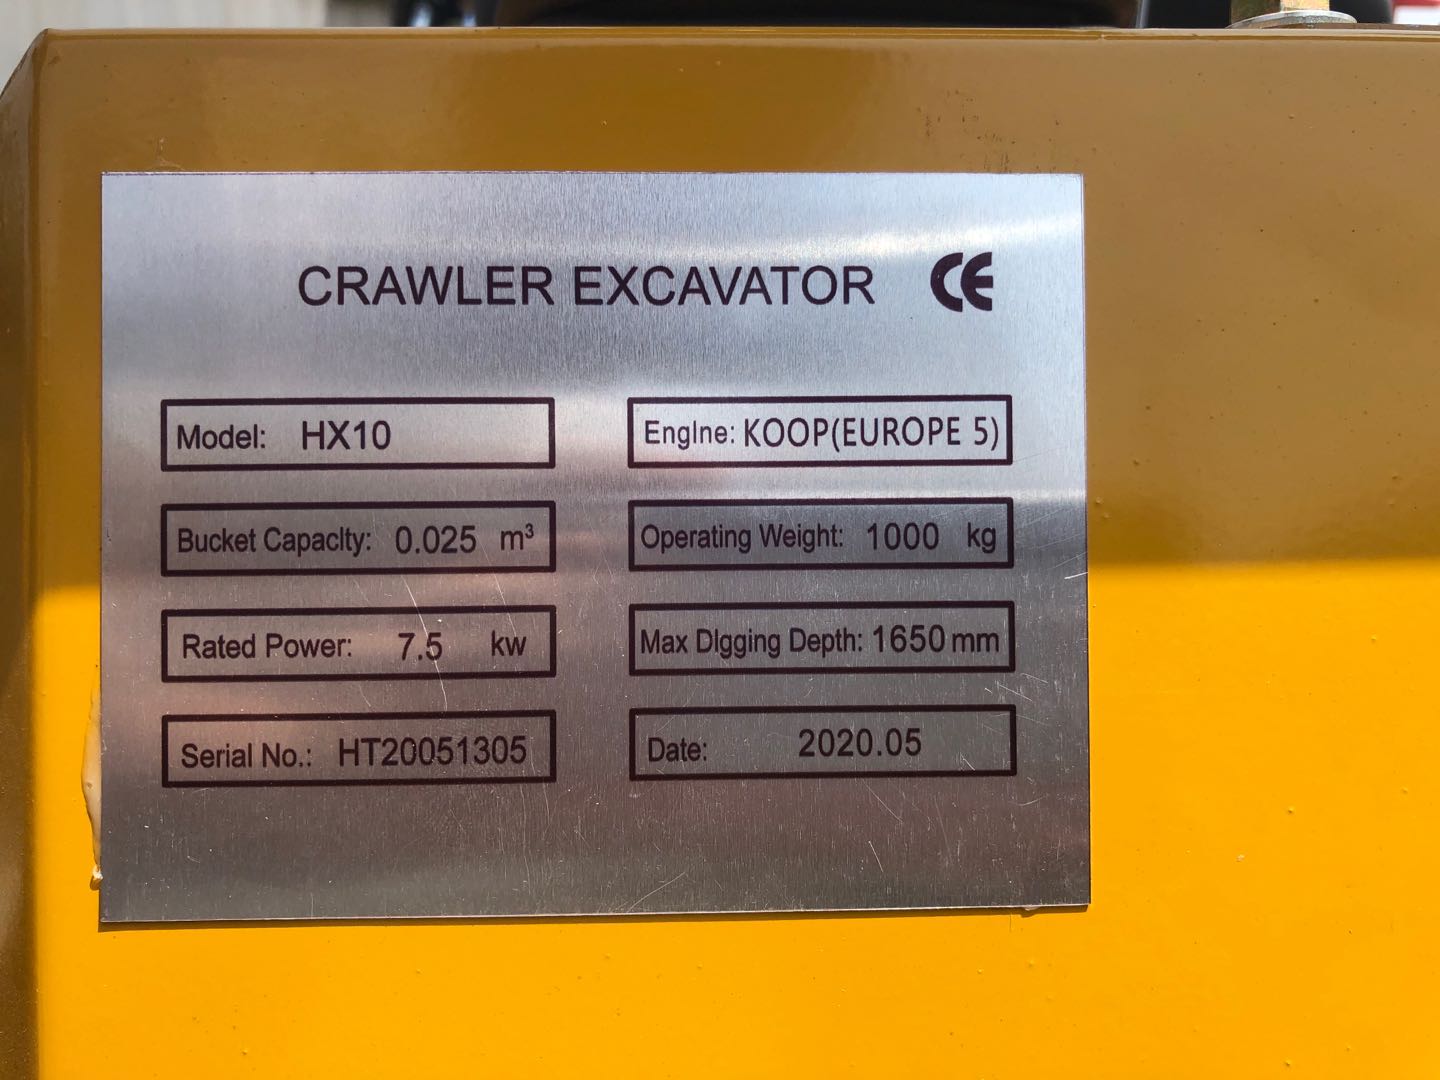 CRAWLER EXCAVATOR CE
Model: HX10
Engine: KOOP(EUROPE 5)
Bucket Capacity: 0.025 m³
Operating Weight: 1000 kg
Rated Power: 7.5 kw
Max Digging Depth: 1650 mm
Serial No.: HT20051305
Date: 2020.05